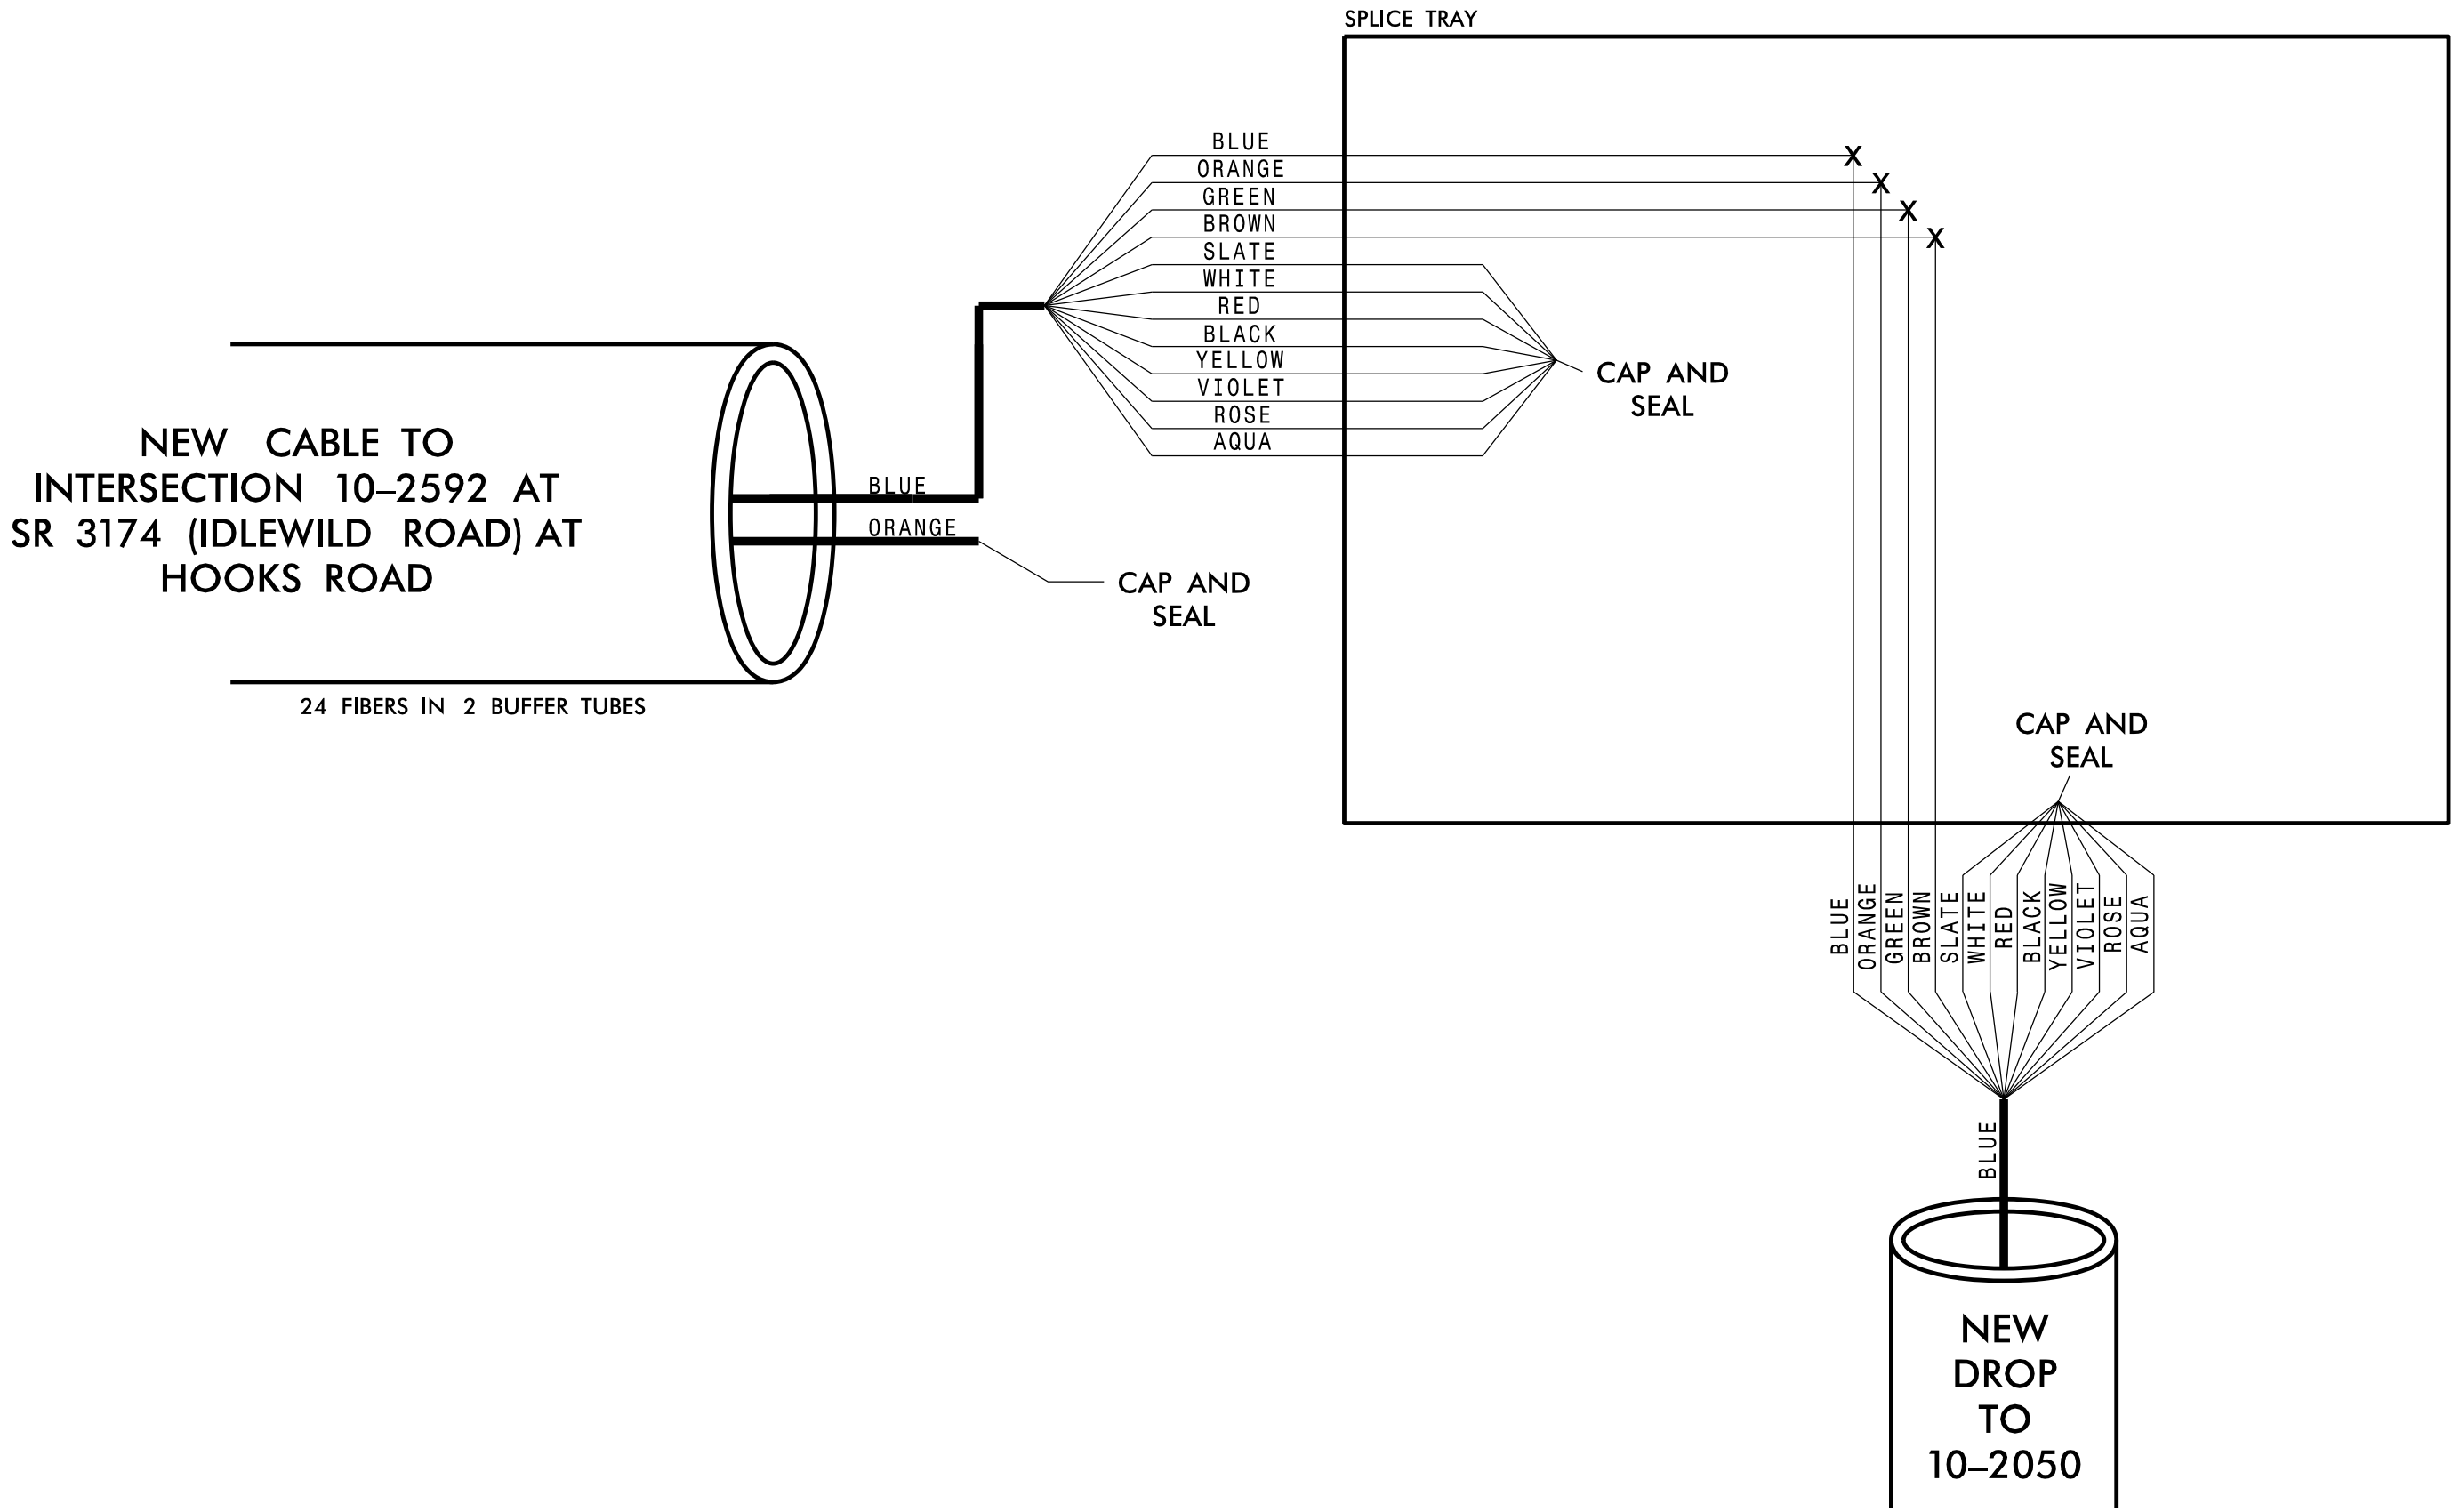 SPLICE TRAY
BLUE
ORANGE
GREEN
BROWN
SLATE
WHITE
RED
BLACK
YELLOW
VIOLET
ROSE
AQUA
X
X
X
X
CAP AND
SEAL
NEW CABLE TO
INTERSECTION 10–2592 AT
SR 3174 (IDLEWILD ROAD) AT
HOOKS ROAD
BLUE
ORANGE
CAP AND
SEAL
24 FIBERS IN 2 BUFFER TUBES
CAP AND
SEAL
BLUE
ORANGE
GREEN
BROWN
SLATE
WHITE
RED
BLACK
YELLOW
VIOLET
ROSE
AQUA
BLUE
NEW
DROP
TO
10–2050